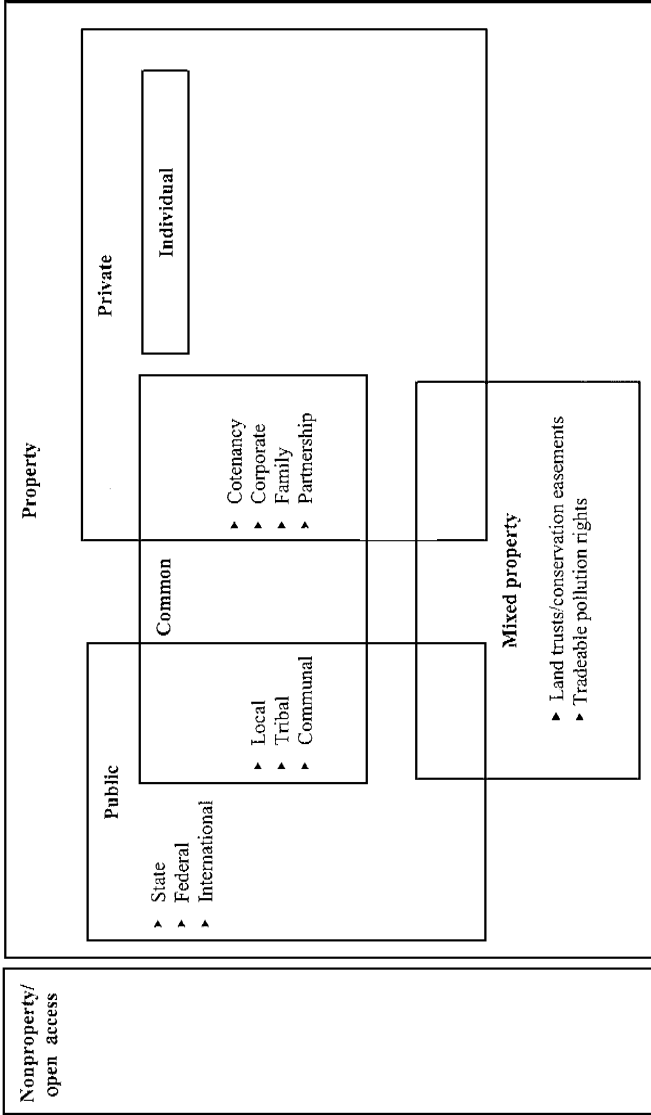 Nonproperty/
open access
Property
Public
▸ State
▸ Federal
▸ International
▸ Local
▸ Tribal
▸ Communal
Common
▸ Cotenancy
▸ Corporate
▸ Family
▸ Partnership
Private
Individual
Mixed property
▸ Land trusts/conservation easements
▸ Tradeable pollution rights